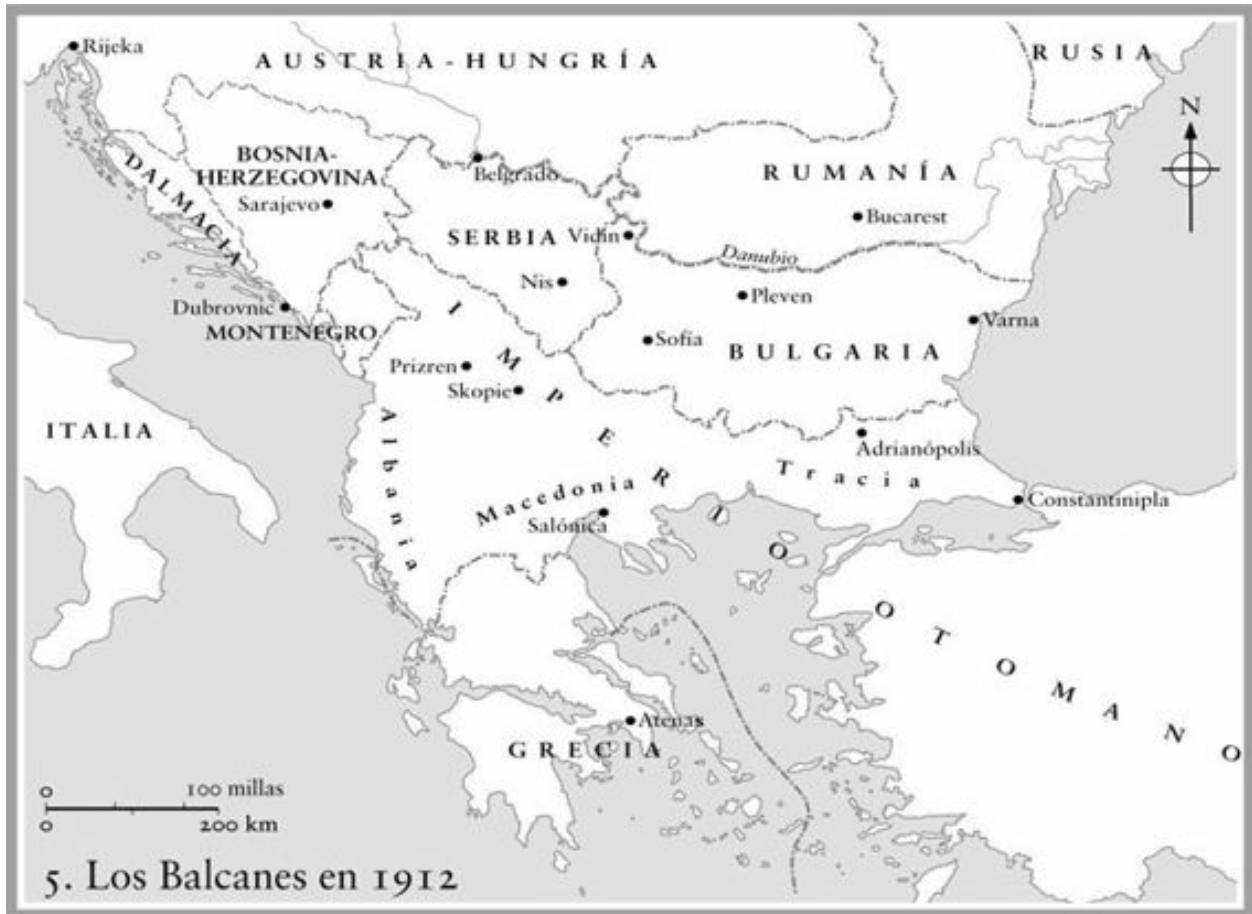 Rijeka
AUSTRIA-HUNGRÍA
RUSIA
N
BOSNIA-
HERZEGOVINA
Sarajevo
DALMACIA
Belgrado
RUMANÍA
Bucarest
SERBIA
Vidin
Danubio
Nis
Pleven
Dubrovnic
MONTENEGRO
Varna
Sofía
BULGARIA
Prizren
Skopie
IMPERIO OTOMANO
ITALIA
Albania
Adrianópolis
Tracia
Macedonia
Salónica
Constantinipla
Atenas
GRECIA
0 100 millas
0 200 km
5. Los Balcanes en 1912